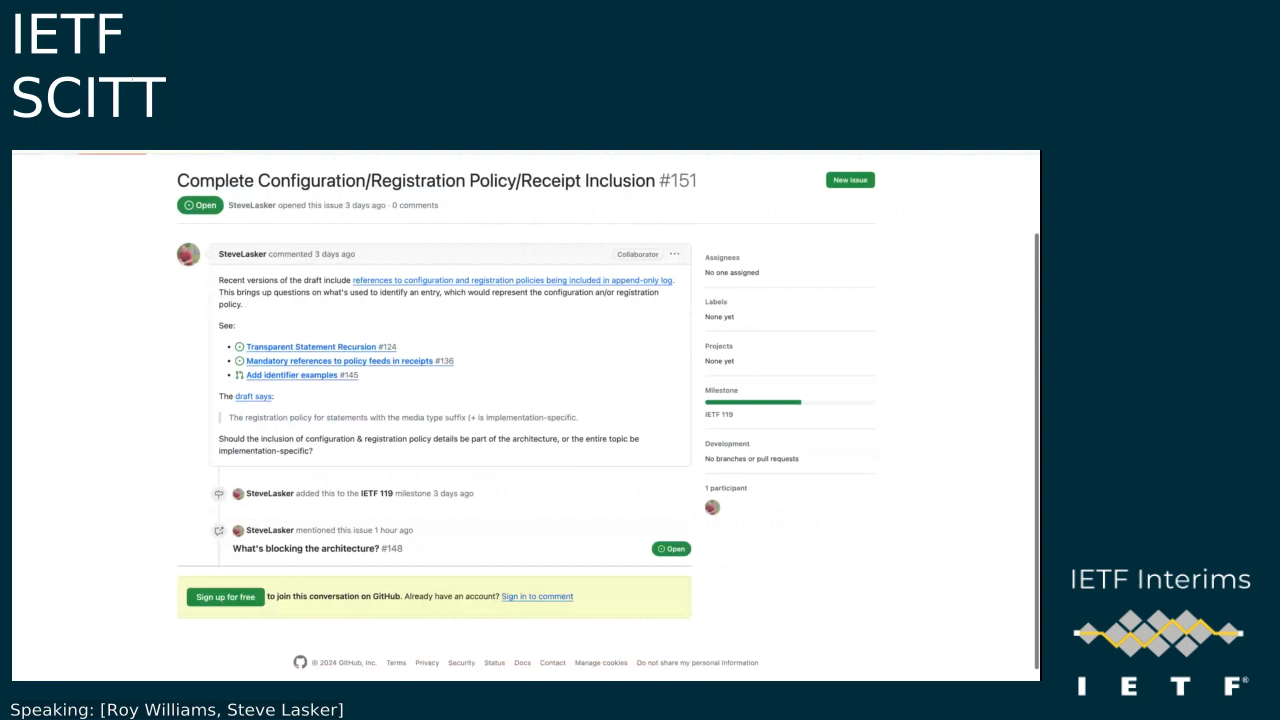 IETF
SCITT
Complete Configuration/Registration Policy/Receipt Inclusion #151
New issue
Open
SteveLasker opened this issue 3 days ago · 0 comments
SteveLasker commented 3 days ago
Collaborator
Recent versions of the draft include references to configuration and registration policies being included in append-only log.
This brings up questions on what's used to identify an entry, which would represent the configuration an/or registration
policy.
See:
• Transparent Statement Recursion #124
• Mandatory references to policy feeds in receipts #136
• Add identifier examples #145
The draft says:
The registration policy for statements with the media type suffix (+ is implementation-specific.
Should the inclusion of configuration & registration policy details be part of the architecture, or the entire topic be
implementation-specific?
Assignees
No one assigned
Labels
None yet
Projects
None yet
Milestone
IETF 119
Development
No branches or pull requests
1 participant
SteveLasker added this to the IETF 119 milestone 3 days ago
SteveLasker mentioned this issue 1 hour ago
What's blocking the architecture? #148
Open
Sign up for free to join this conversation on GitHub. Already have an account? Sign in to comment
© 2024 GitHub, Inc. Terms Privacy Security Status Docs Contact Manage cookies Do not share my personal information
IETF Interims
I E T F®
Speaking: [Roy Williams, Steve Lasker]